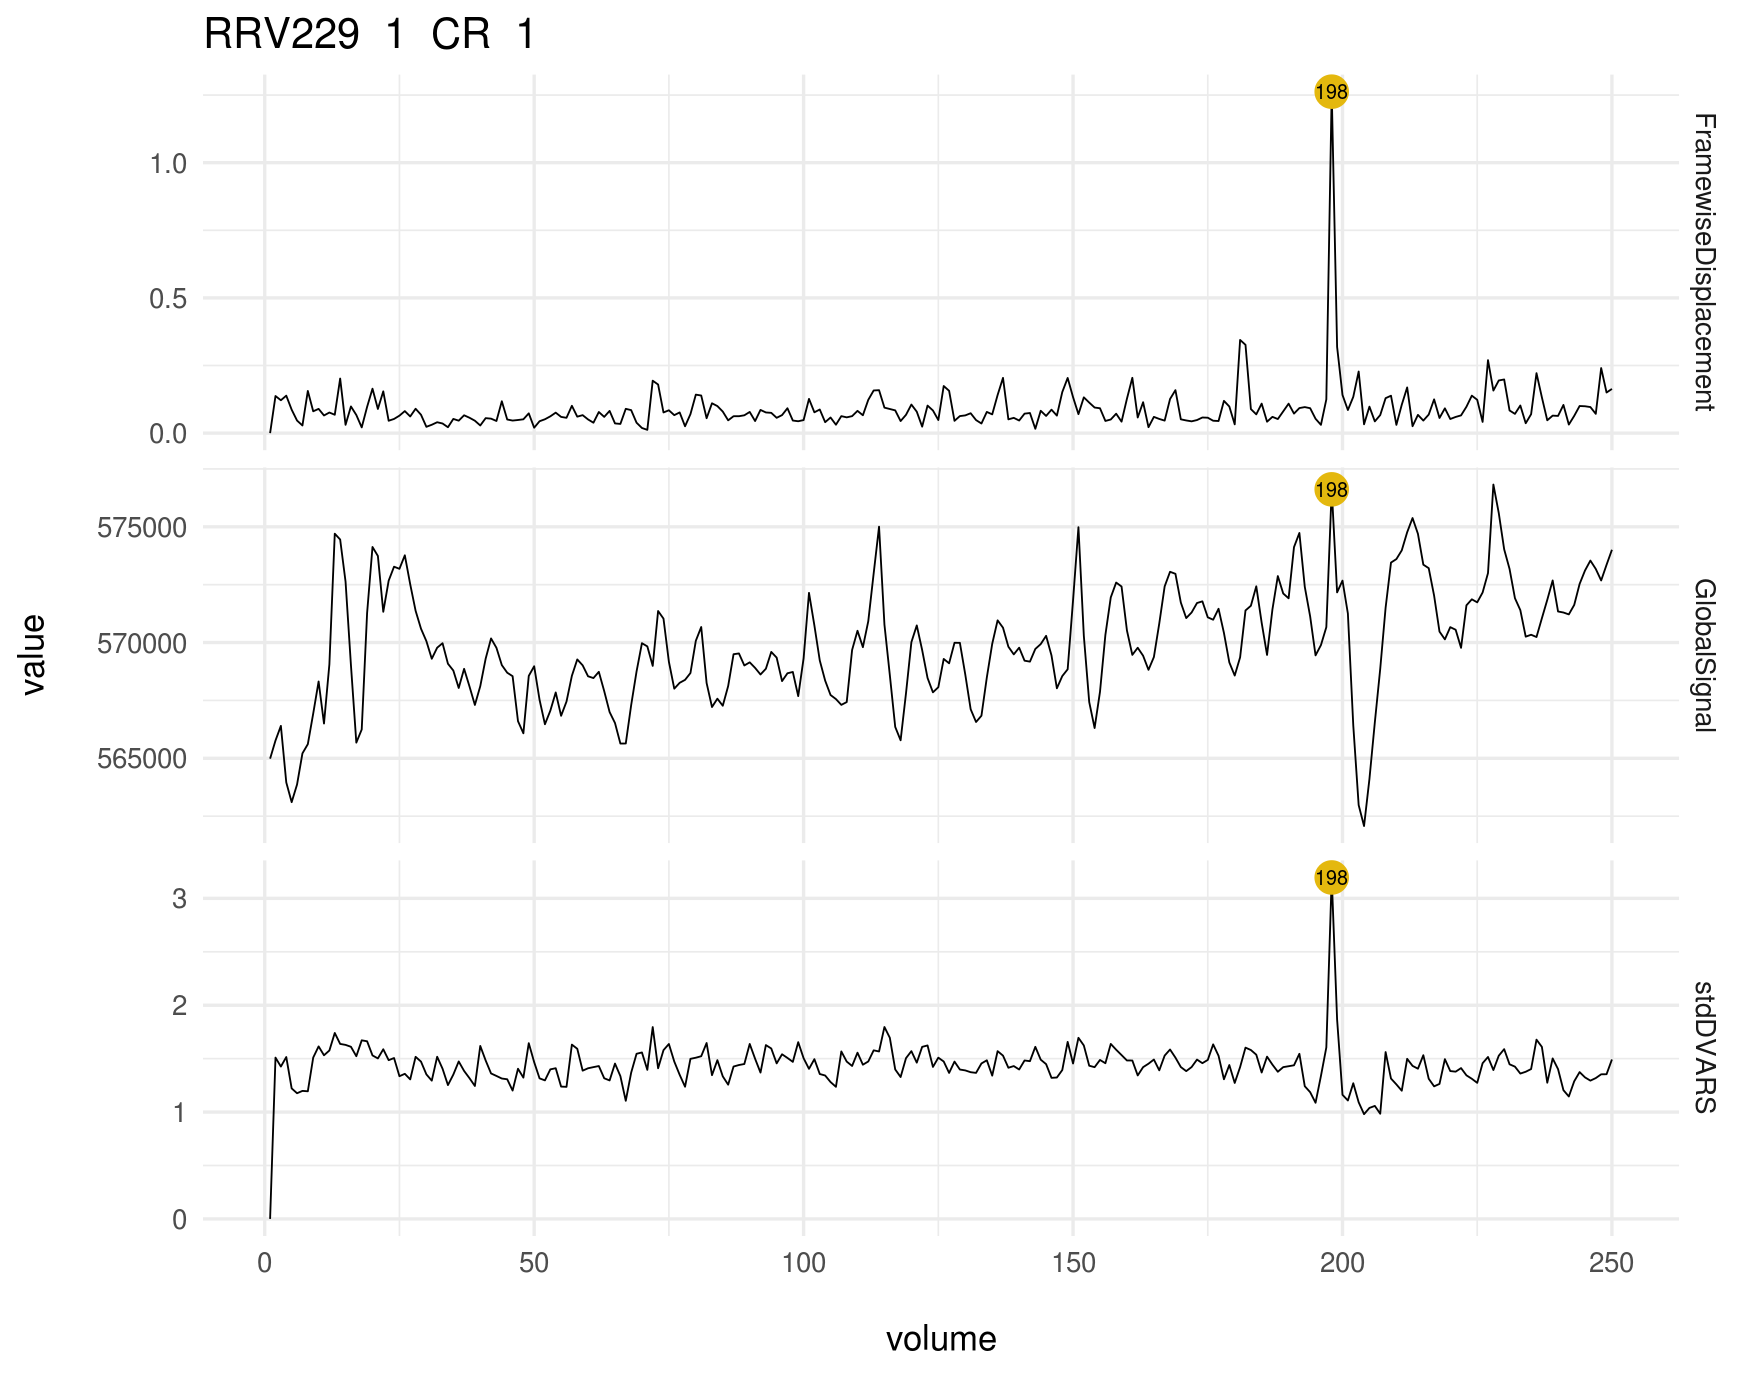 RRV229 1 CR 1
198
1.0
0.5
0.0
FramewiseDisplacement
198
575000
570000
565000
GlobalSignal
value
198
3
2
1
0
stdDVARS
0 50 100 150 200 250
volume